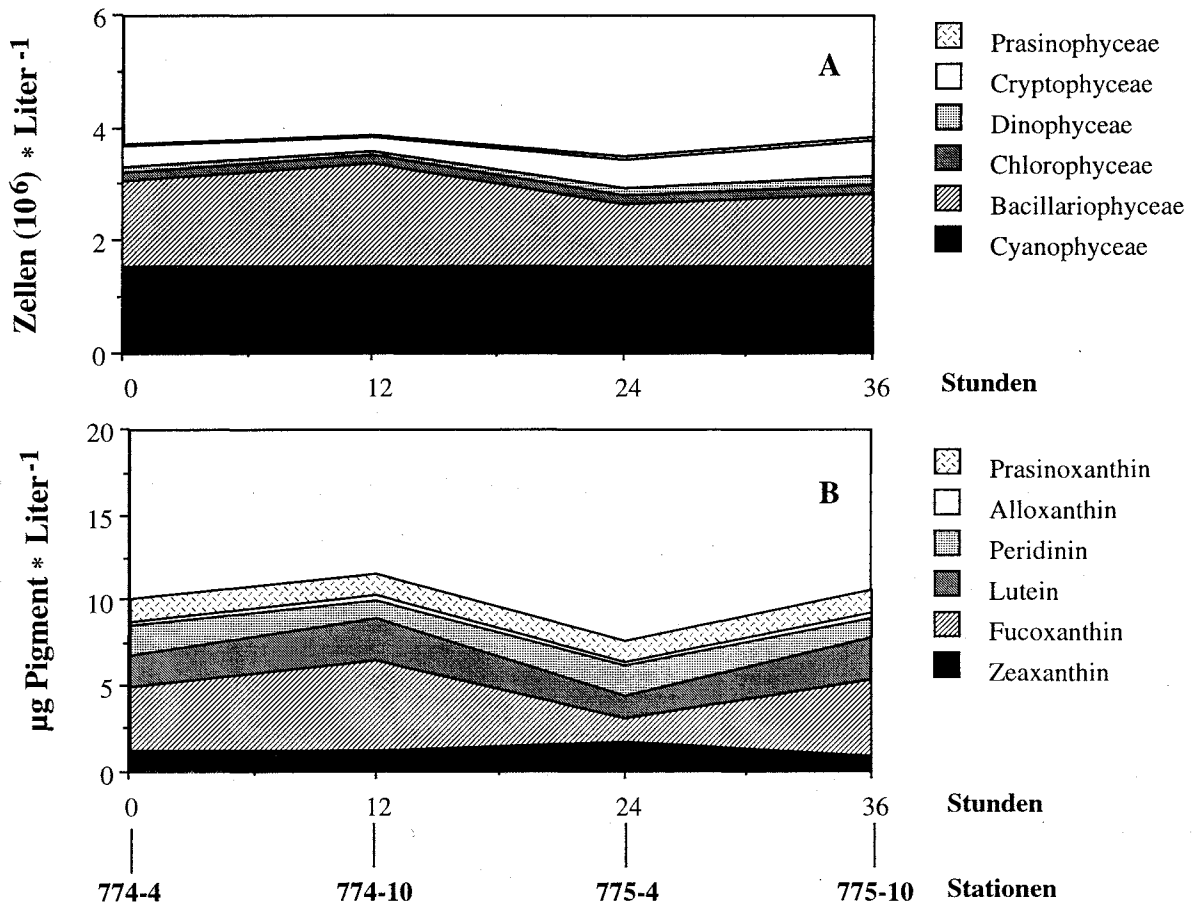 Zellen (10^6) * Liter^-1
6
4
2
0
A
0 12 24 36 Stunden
Prasinophyceae
Cryptophyceae
Dinophyceae
Chlorophyceae
Bacillariophyceae
Cyanophyceae
µg Pigment * Liter^-1
20
15
10
5
0
B
Prasinoxanthin
Alloxanthin
Peridinin
Lutein
Fucoxanthin
Zeaxanthin
0 12 24 36 Stunden
774-4 774-10 775-4 775-10 Stationen